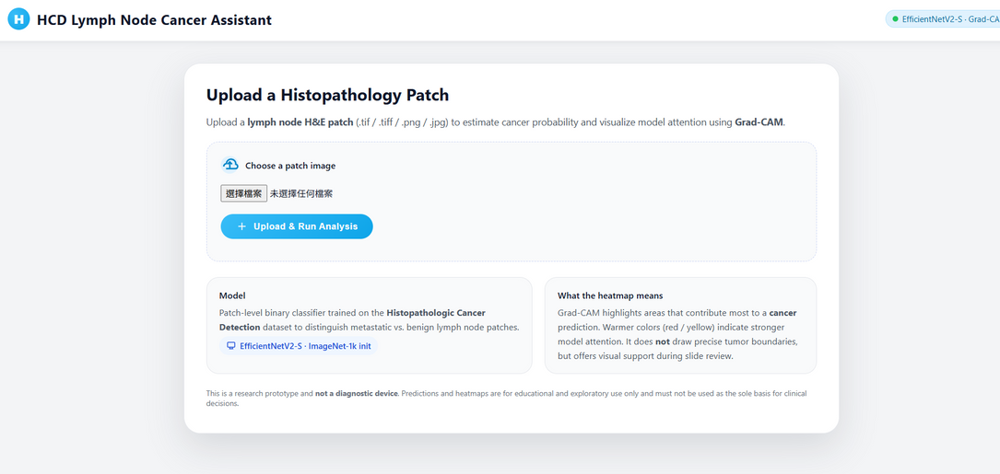 H HCD Lymph Node Cancer Assistant
EfficientNetV2-S · Grad-CA
Upload a Histopathology Patch
Upload a lymph node H&E patch (.tif / .tiff / .png / .jpg) to estimate cancer probability and visualize model attention using Grad-CAM.
Choose a patch image
選擇檔案 未選擇任何檔案
+ Upload & Run Analysis
Model
Patch-level binary classifier trained on the Histopathologic Cancer
Detection dataset to distinguish metastatic vs. benign lymph node patches.
EfficientNetV2-S · ImageNet-1k init
What the heatmap means
Grad-CAM highlights areas that contribute most to a cancer
prediction. Warmer colors (red / yellow) indicate stronger
model attention. It does not draw precise tumor boundaries,
but offers visual support during slide review.
This is a research prototype and not a diagnostic device. Predictions and heatmaps are for educational and exploratory use only and must not be used as the sole basis for clinical
decisions.